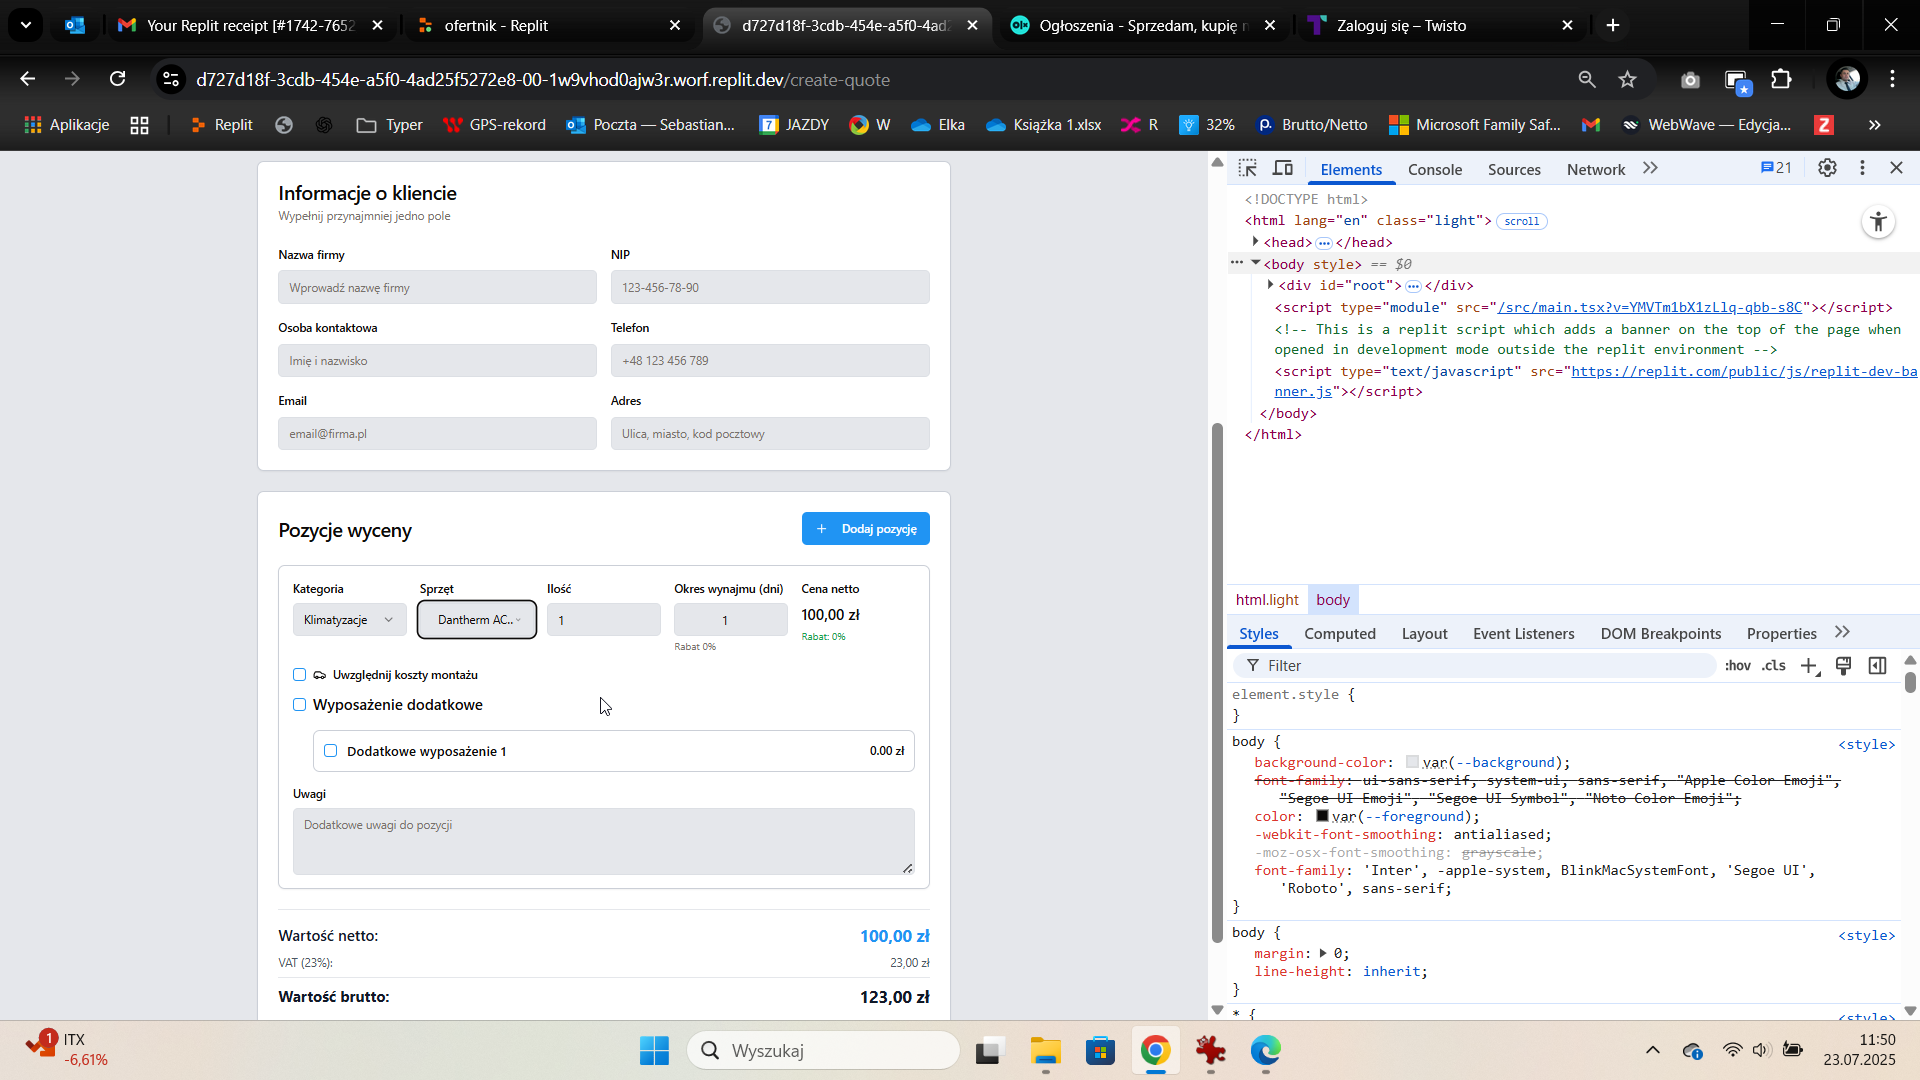 Your Replit receipt [#1742-7652
ofertnik - Replit
d727d18f-3cdb-454e-a5f0-4ad2
Ogłoszenia - Sprzedam, kupię n
Zaloguj się – Twisto
d727d18f-3cdb-454e-a5f0-4ad25f5272e8-00-1w9vhod0ajw3r.worf.replit.dev/create-quote
Aplikacje
Replit
Typer
GPS-rekord
Poczta — Sebastian...
7 JAZDY
W
Elka
Książka 1.xlsx
R
32%
Brutto/Netto
Microsoft Family Saf...
WebWave — Edycja...
Z
Informacje o kliencie
Wypełnij przynajmniej jedno pole
Nazwa firmy
NIP
Wprowadź nazwę firmy
123-456-78-90
Osoba kontaktowa
Telefon
Imię i nazwisko
+48 123 456 789
Email
Adres
email@firma.pl
Ulica, miasto, kod pocztowy
Pozycje wyceny
+ Dodaj pozycję
Kategoria
Sprzęt
Ilość
Okres wynajmu (dni)
Cena netto
Klimatyzacje
Dantherm AC..
1
1
100,00 zł
Rabat 0%
Rabat: 0%
Uwzględnij koszty montażu
Wyposażenie dodatkowe
Dodatkowe wyposażenie 1
0.00 zł
Uwagi
Dodatkowe uwagi do pozycji
Wartość netto:
100,00 zł
VAT (23%):
23,00 zł
Wartość brutto:
123,00 zł
Elements
Console
Sources
Network
21
<!DOCTYPE html>
<html lang="en" class="light"> scroll
<head> ••• </head>
••• <body style> == $0
<div id="root"> ••• </div>
<script type="module" src="/src/main.tsx?v=YMVTm1bX1zLlq-qbb-s8C"></script>
<!-- This is a replit script which adds a banner on the top of the page when
opened in development mode outside the replit environment -->
<script type="text/javascript" src="https://replit.com/public/js/replit-dev-ba
nner.js"></script>
</body>
</html>
html.light
body
Styles
Computed
Layout
Event Listeners
DOM Breakpoints
Properties
Filter
:hov
.cls
element.style {
}
body {
<style>
background-color: var(--background);
font-family: ui-sans-serif, system-ui, sans-serif, "Apple Color Emoji",
"Segoe UI Emoji", "Segoe UI Symbol", "Noto Color Emoji";
color: var(--foreground);
-webkit-font-smoothing: antialiased;
-moz-osx-font-smoothing: grayscale;
font-family: 'Inter', -apple-system, BlinkMacSystemFont, 'Segoe UI',
'Roboto', sans-serif;
}
body {
<style>
margin: 0;
line-height: inherit;
}
* {
<style>
1
ITX
-6,61%
Wyszukaj
11:50
23.07.2025